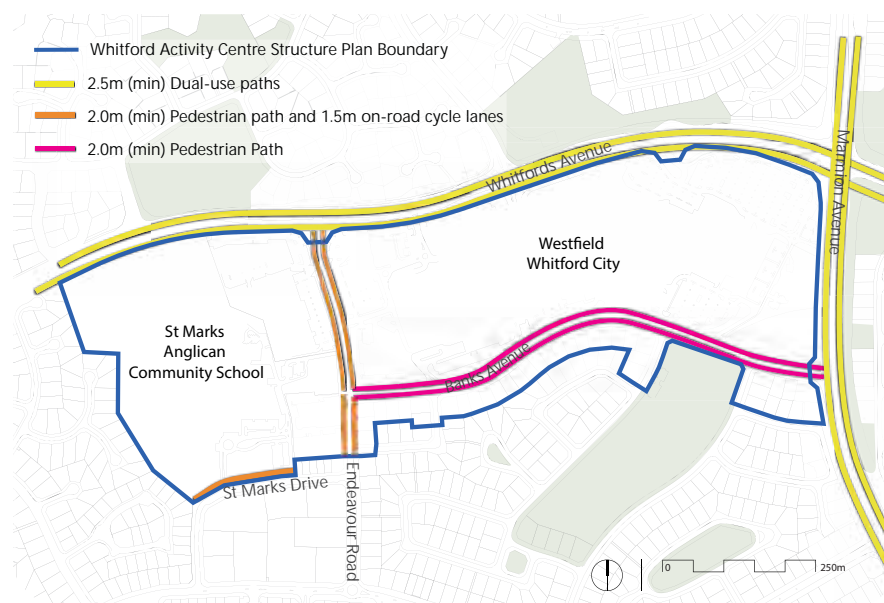 Whitford Activity Centre Structure Plan Boundary
2.5m (min) Dual-use paths
2.0m (min) Pedestrian path and 1.5m on-road cycle lanes
2.0m (min) Pedestrian Path
Whitfords Avenue
Marmion Avenue
Westfield
Whitford City
St Marks
Anglican
Community School
Banks Avenue
St Marks Drive
Endeavour Road
0
250m